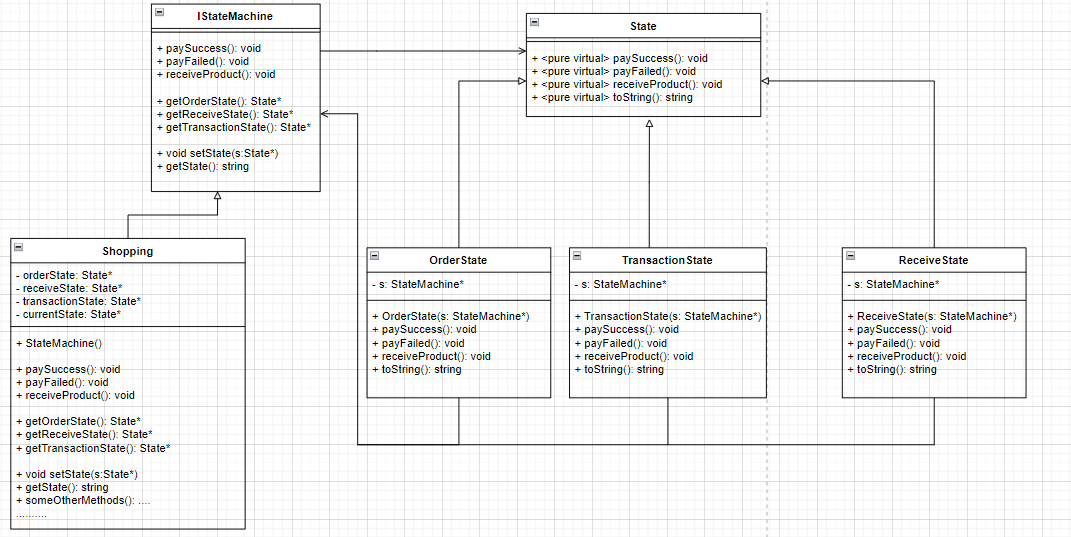 IStateMachine
+ paySuccess(): void
+ payFailed(): void
+ receiveProduct(): void
+ getOrderState(): State*
+ getReceiveState(): State*
+ getTransactionState(): State*
+ void setState(s:State*)
+ getState(): string
State
+ <pure virtual> paySuccess(): void
+ <pure virtual> payFailed(): void
+ <pure virtual> receiveProduct(): void
+ <pure virtual> toString(): string
Shopping
- orderState: State*
- receiveState: State*
- transactionState: State*
- currentState: State*
+ StateMachine()
+ paySuccess(): void
+ payFailed(): void
+ receiveProduct(): void
+ getOrderState(): State*
+ getReceiveState(): State*
+ getTransactionState(): State*
+ void setState(s:State*)
+ getState(): string
+ someOtherMethods(): ....
..........
OrderState
- s: StateMachine*
+ OrderState(s: StateMachine*)
+ paySuccess(): void
+ payFailed(): void
+ receiveProduct(): void
+ toString(): string
TransactionState
- s: StateMachine*
+ TransactionState(s: StateMachine*)
+ paySuccess(): void
+ payFailed(): void
+ receiveProduct(): void
+ toString(): string
ReceiveState
- s: StateMachine*
+ ReceiveState(s: StateMachine*)
+ paySuccess(): void
+ payFailed(): void
+ receiveProduct(): void
+ toString(): string